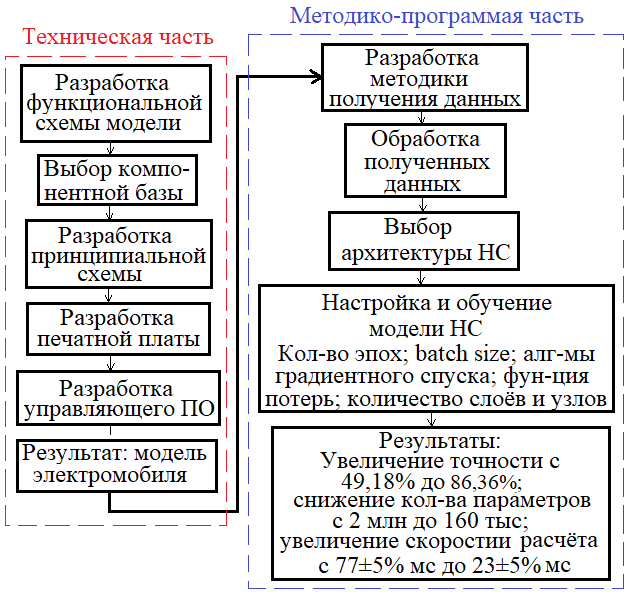 Техническая часть
Разработка
функциональной
схемы модели
Выбор компо-
нентной базы
Разработка
принципиальной
схемы
Разработка
печатной платы
Разработка
управляющего ПО
Результат: модель
электромобиля
Методико-программая часть
Разработка
методики
получения данных
Обработка
полученных
данных
Выбор
архитектуры НС
Настройка и обучение
модели НС
Кол-во эпох; batch size; алг-мы
градиентного спуска; фун-ция
потерь; количество слоёв и узлов
Результаты:
Увеличение точности с
49,18% до 86,36%;
снижение кол-ва параметров
с 2 млн до 160 тыс;
увеличение скоростии расчёта
с 77±5% мс до 23±5% мс